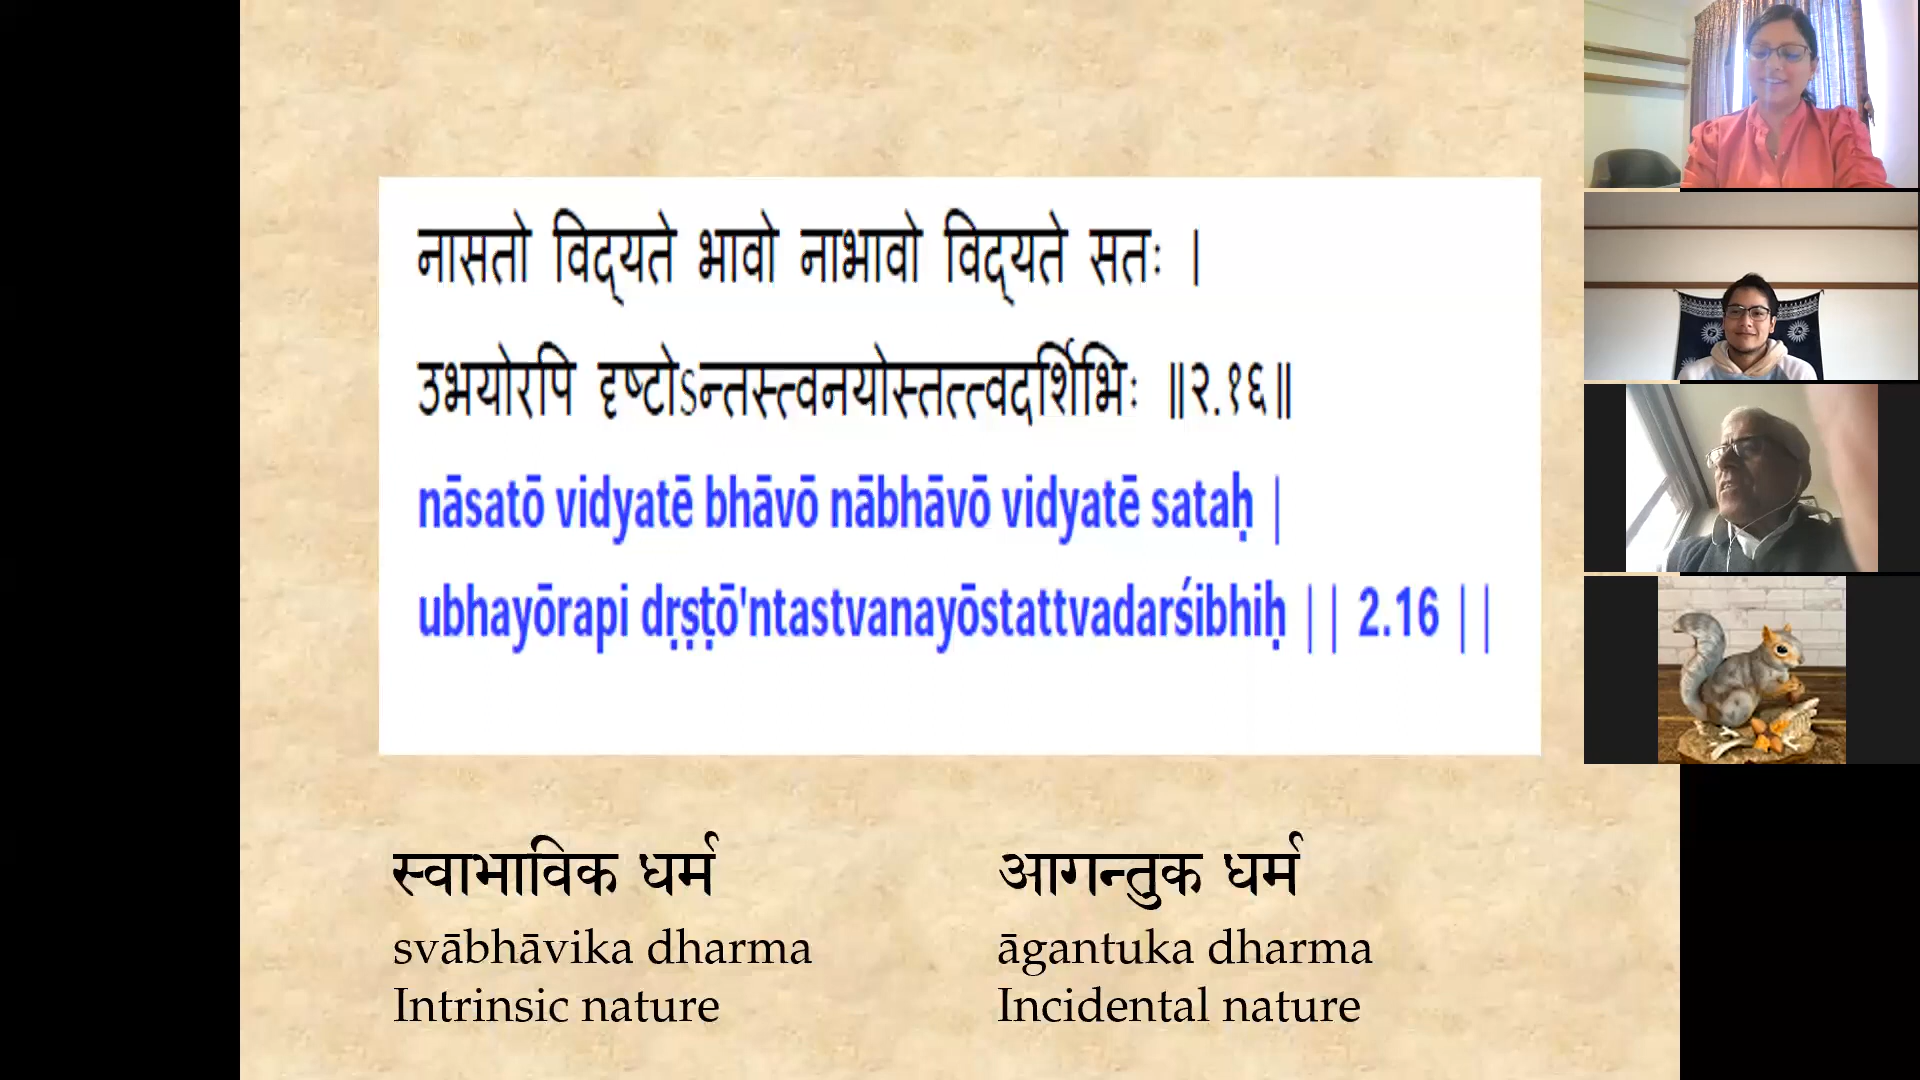 नासतो विद्यते भावो नाभावो विद्यते सतः ।
उभयोरपि दृष्टोऽन्तस्त्वनयोस्तत्त्वदर्शिभिः ॥२.१६॥
nāsatō vidyatē bhāvō nābhāvō vidyatē sataḥ |
ubhayōrapi dṛṣṭō'ntastvanayōstattvadarśibhiḥ || 2.16 ||
स्वाभाविक धर्म
svābhāvika dharma
Intrinsic nature
आगन्तुक धर्म
āgantuka dharma
Incidental nature